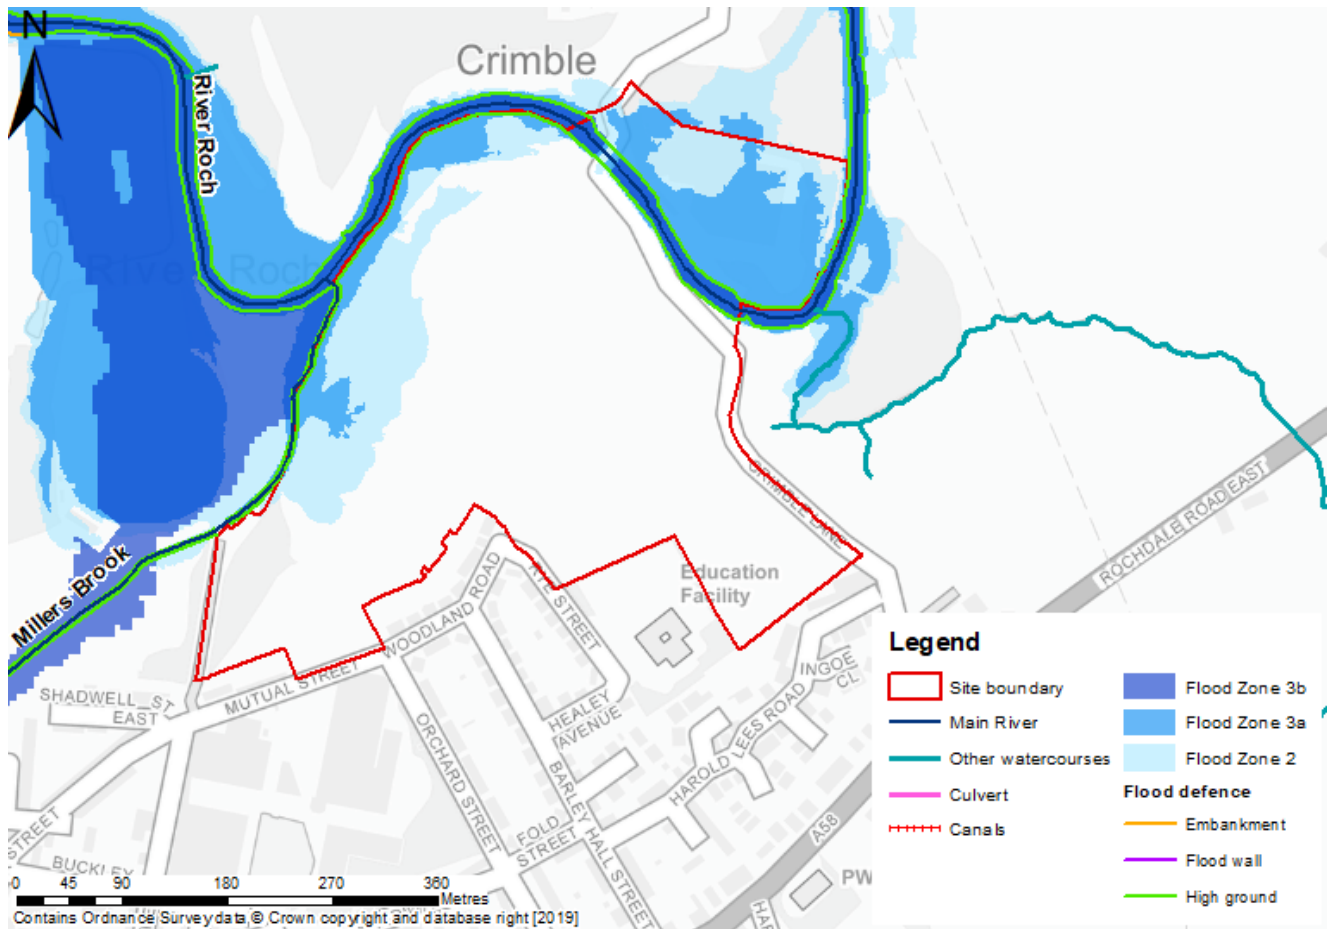 N
Crimble
River Roch
River Roch
Millers Brook
CRIMBLE LANE
ROCHDALE ROAD EAST
Education
Facility
WOODLAND ROAD
RYE STREET
MUTUAL STREET
SHADWELL ST
EAST
HEALEY
AVENUE
INGOE
CL
HAROLD LEES ROAD
ORCHARD STREET
BARLEY HALL STREET
FOLD
STREET
STREET
BUCKLEY
A58
PW
HAR
0 45 90 180 270 360
Metres
Contains Ordnance Survey data © Crown copyright and database right [2019]
Legend
Site boundary
Main River
Other watercourses
Culvert
Canals
Flood Zone 3b
Flood Zone 3a
Flood Zone 2
Flood defence
Embankment
Flood wall
High ground